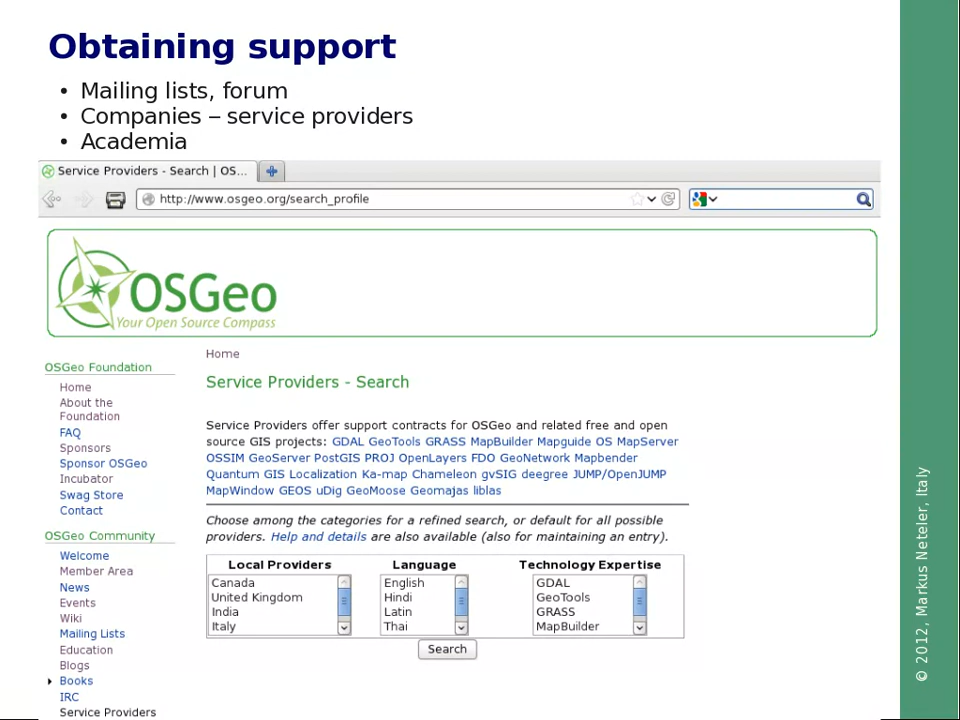 Obtaining support
• Mailing lists, forum
• Companies – service providers
• Academia
Service Providers - Search | OS...
http://www.osgeo.org/search_profile
OSGeo
Your Open Source Compass
OSGeo Foundation
Home
About the
Foundation
FAQ
Sponsors
Sponsor OSGeo
Incubator
Swag Store
Contact
OSGeo Community
Welcome
Member Area
News
Events
Wiki
Mailing Lists
Education
Blogs
Books
IRC
Service Providers
Home
Service Providers - Search
Service Providers offer support contracts for OSGeo and related free and open
source GIS projects: GDAL GeoTools GRASS MapBuilder Mapguide OS MapServer
OSSIM GeoServer PostGIS PROJ OpenLayers FDO GeoNetwork Mapbender
Quantum GIS Localization Ka-map Chameleon gvSIG deegree JUMP/OpenJUMP
MapWindow GEOS uDig GeoMoose Geomajas liblas
Choose among the categories for a refined search, or default for all possible
providers. Help and details are also available (also for maintaining an entry).
Local Providers Language Technology Expertise
Canada English GDAL
United Kingdom Hindi GeoTools
India Latin GRASS
Italy Thai MapBuilder
Search
© 2012, Markus Neteler, Italy